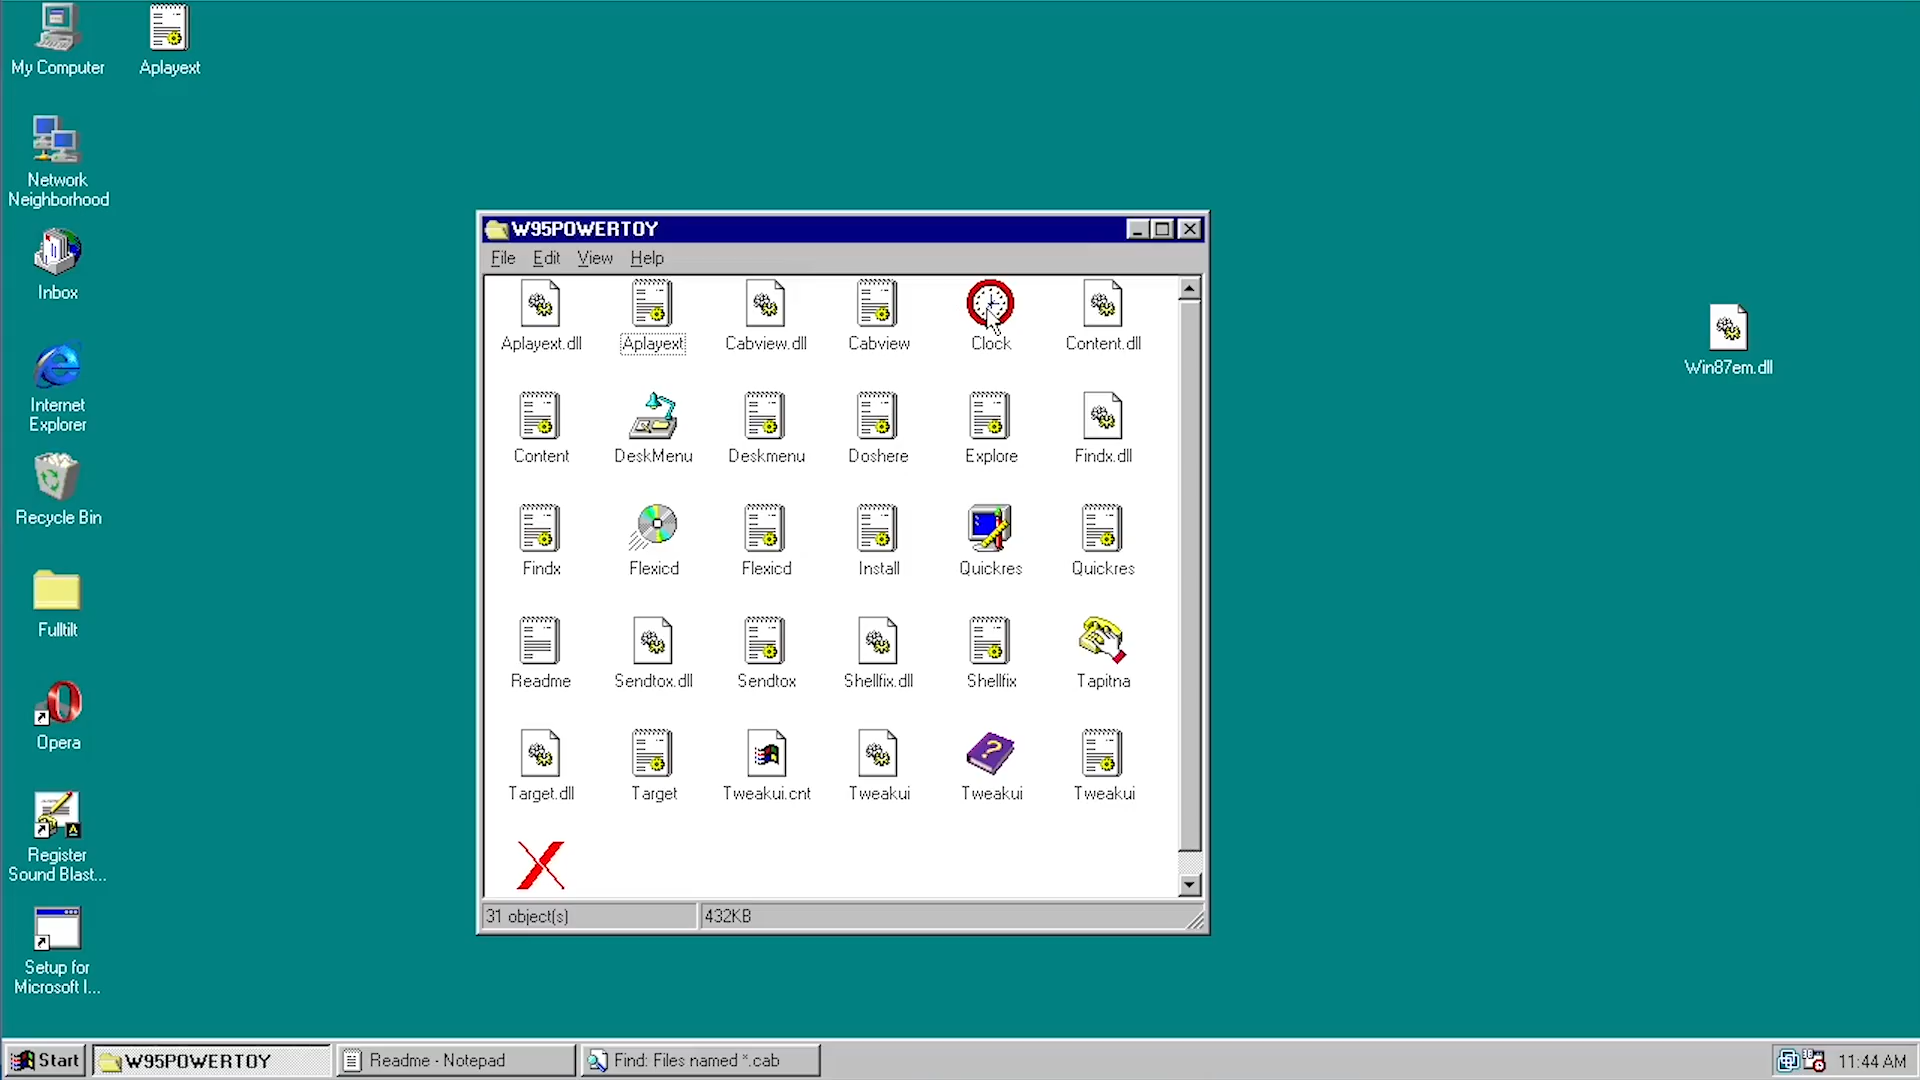 My Computer
Aplayext
Network
Neighborhood
Inbox
Internet
Explorer
Recycle Bin
Fulltilt
Opera
Register
Sound Blast...
Setup for
Microsoft I...
W95POWERTOY
File Edit View Help
Aplayext.dll Aplayext Cabview.dll Cabview Clock Content.dll
Content DeskMenu Deskmenu Doshere Explore Findx.dll
Findx Flexicd Flexicd Install Quickres Quickres
Readme Sendtox.dll Sendtox Shellfix.dll Shellfix Tapitna
Target.dll Target Tweakui.cnt Tweakui Tweakui Tweakui
31 object(s) 432KB
Win87em.dll
Start W95POWERTOY Readme - Notepad Find: Files named *.cab 11:44 AM